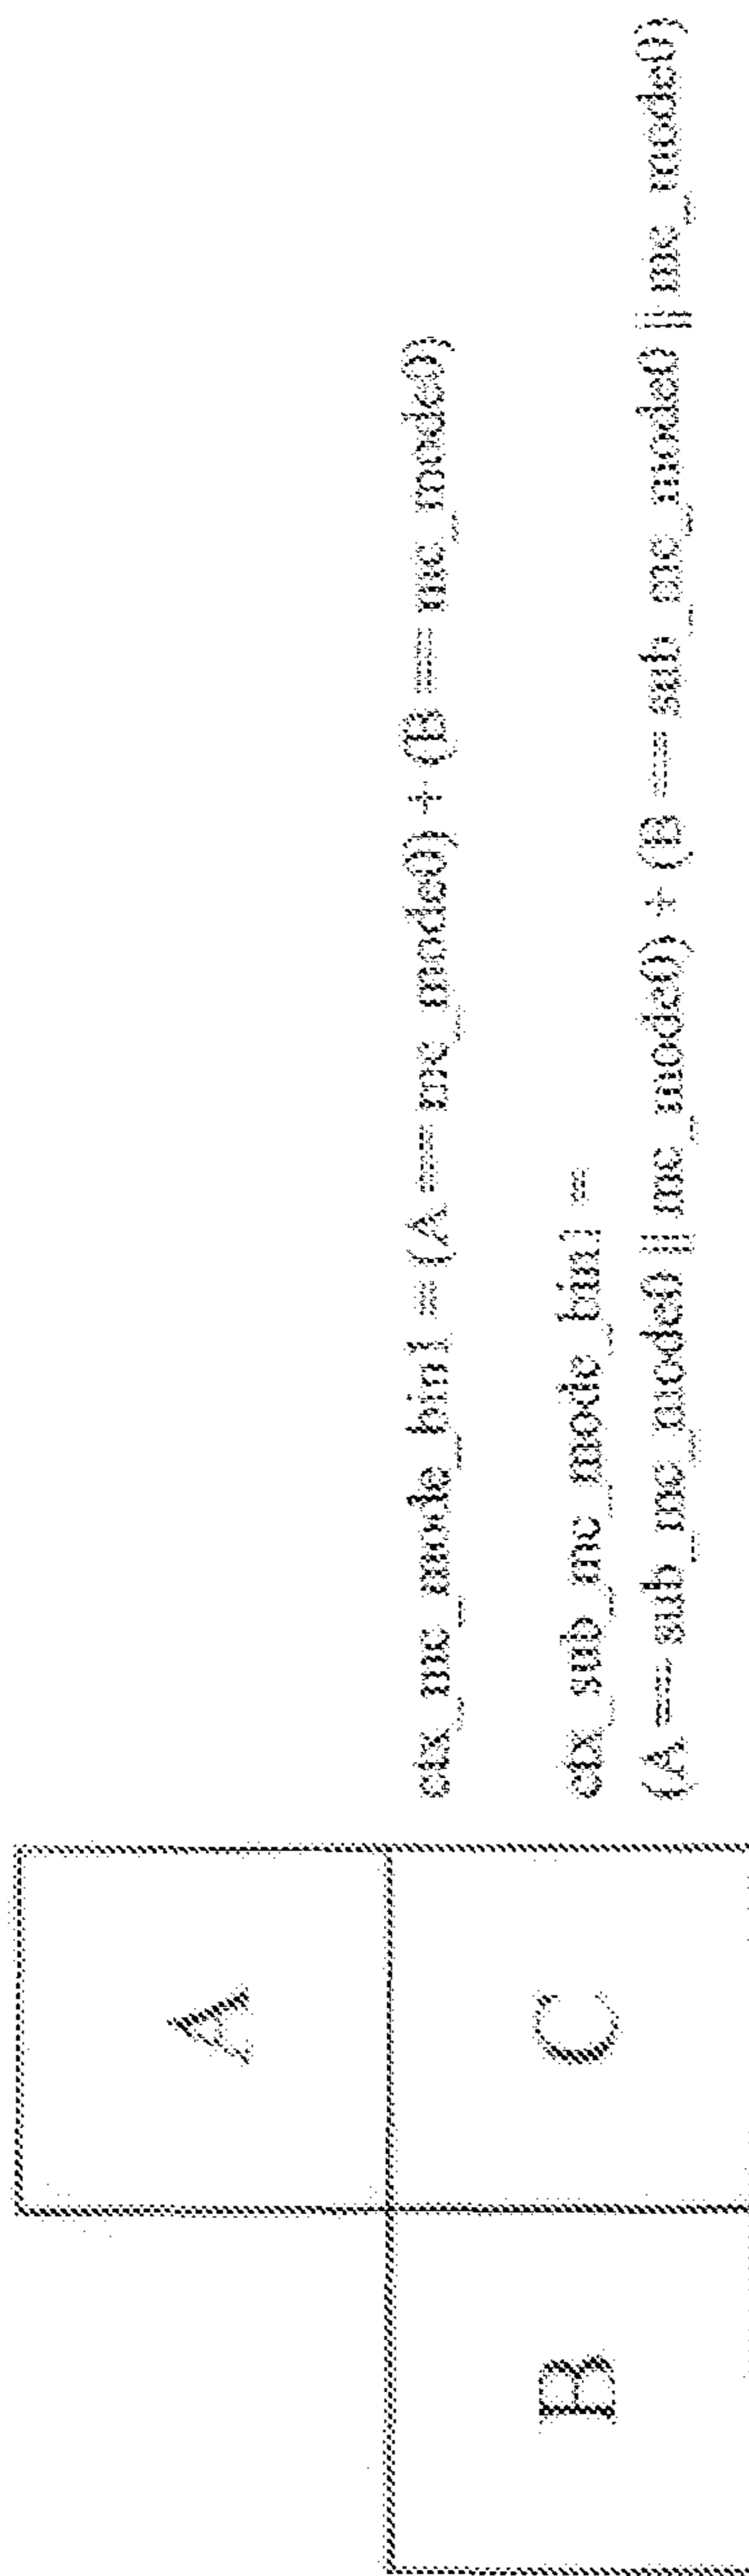 A
B
C
ctx_mc_mode_bin1 = (A == mc_mode0) + (B == mc_mode0)
ctx_sub_mc_mode_bin1 =
(A == sub_mc_mode0 || mc_mode0) + (B == sub_mc_mode0 || mc_mode0)